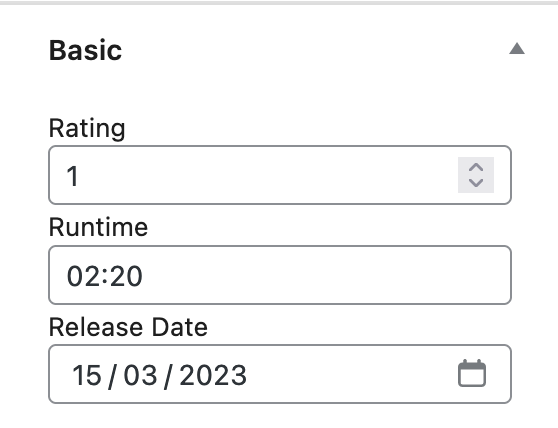 Basic
Rating
1
Runtime
02:20
Release Date
15/03/2023